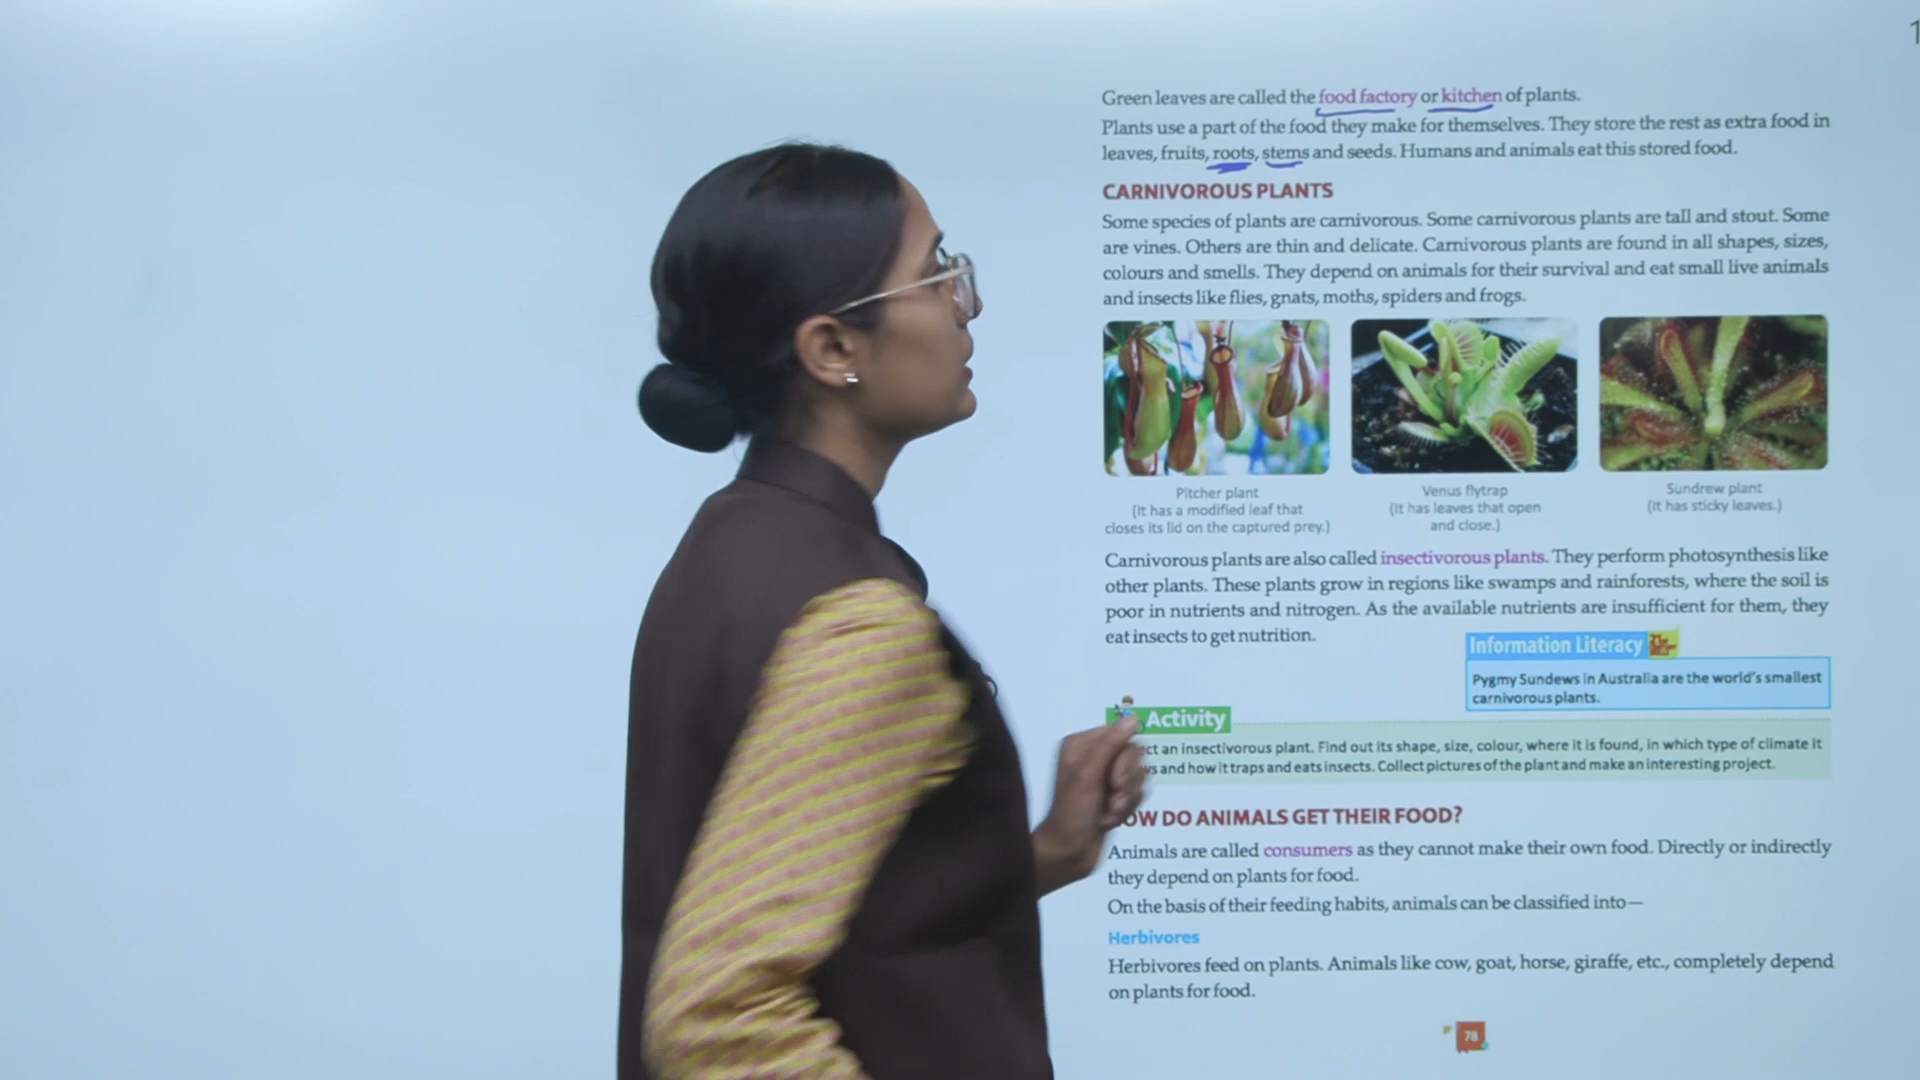 1
Green leaves are called the food factory or kitchen of plants.
Plants use a part of the food they make for themselves. They store the rest as extra food in
leaves, fruits, roots, stems and seeds. Humans and animals eat this stored food.
CARNIVOROUS PLANTS
Some species of plants are carnivorous. Some carnivorous plants are tall and stout. Some
are vines. Others are thin and delicate. Carnivorous plants are found in all shapes, sizes,
colours and smells. They depend on animals for their survival and eat small live animals
and insects like flies, gnats, moths, spiders and frogs.
Pitcher plant
(It has a modified leaf that
closes its lid on the captured prey.)
Venus flytrap
(It has leaves that open
and close.)
Sundrew plant
(It has sticky leaves.)
Carnivorous plants are also called insectivorous plants. They perform photosynthesis like
other plants. These plants grow in regions like swamps and rainforests, where the soil is
poor in nutrients and nitrogen. As the available nutrients are insufficient for them, they
eat insects to get nutrition.
Information Literacy
Pygmy Sundews in Australia are the world's smallest
carnivorous plants.
Activity
ct an insectivorous plant. Find out its shape, size, colour, where it is found, in which type of climate it
ws and how it traps and eats insects. Collect pictures of the plant and make an interesting project.
OW DO ANIMALS GET THEIR FOOD?
Animals are called consumers as they cannot make their own food. Directly or indirectly
they depend on plants for food.
On the basis of their feeding habits, animals can be classified into—
Herbivores
Herbivores feed on plants. Animals like cow, goat, horse, giraffe, etc., completely depend
on plants for food.
78